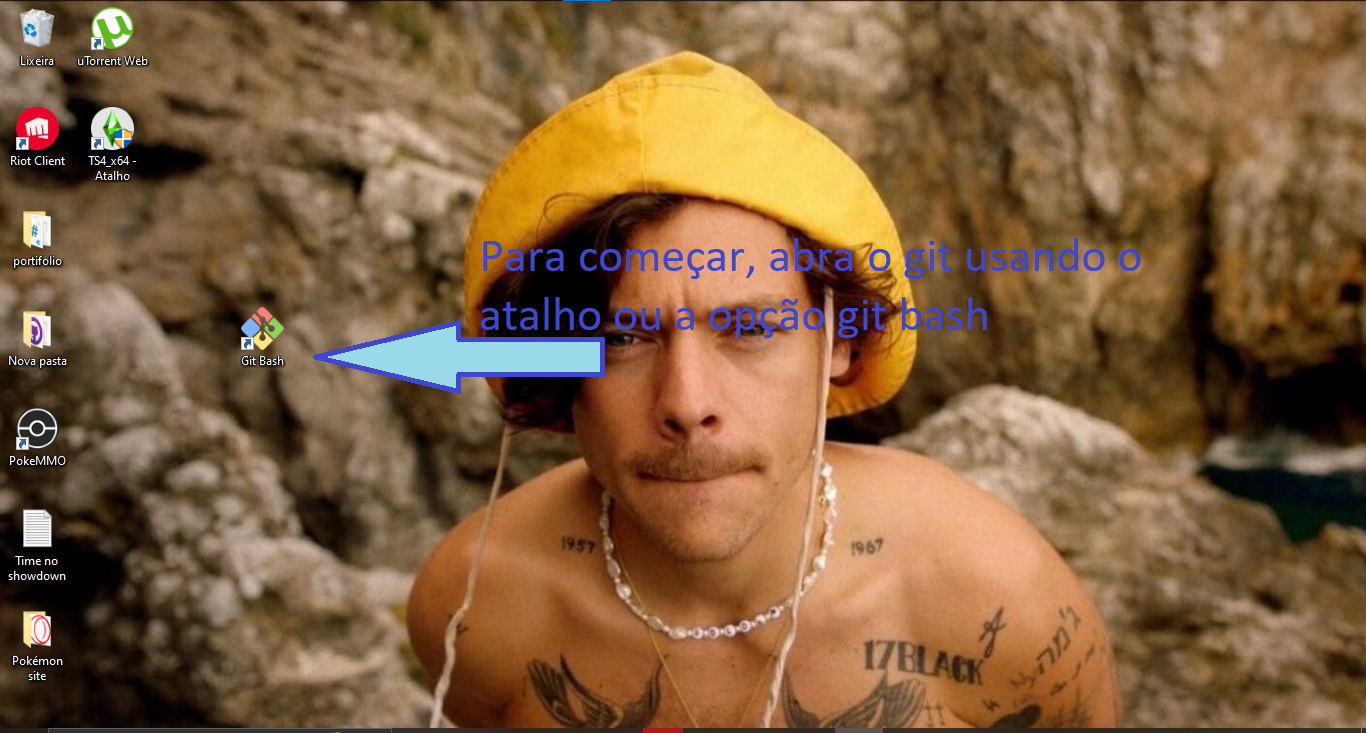 Lixeira
uTorrent Web
Riot Client
TS4_x64 -
Atalho
portifolio
Nova pasta
Git Bash
PokeMMO
Time no
showdown
Pokémon
site
Para começar, abra o git usando o
atalho ou a opção git bash
1957
1967
17BLACK